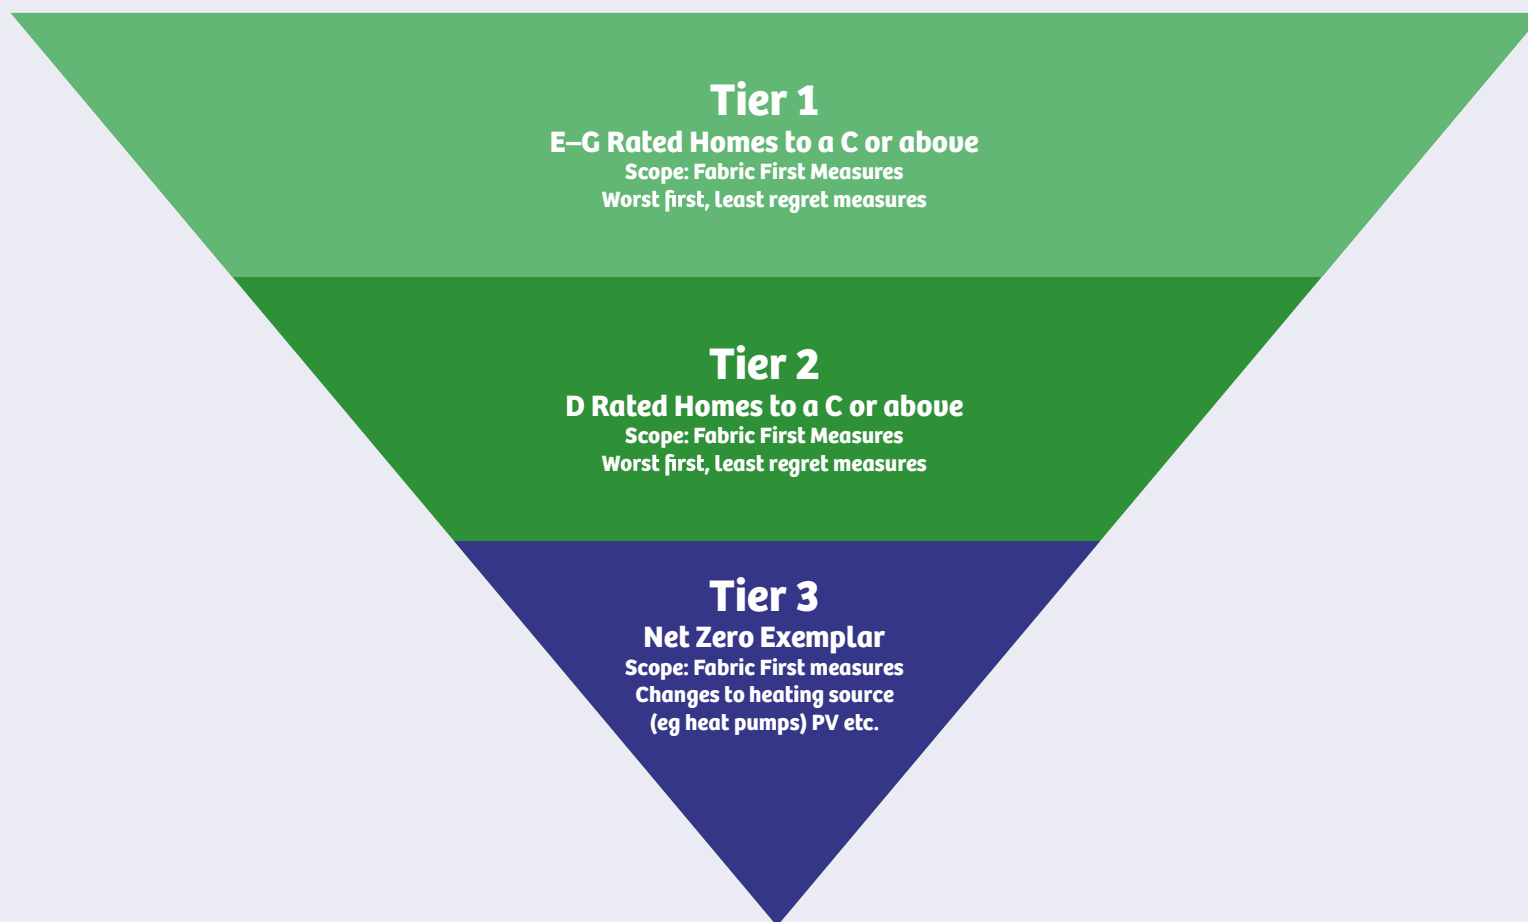 Tier 1
E–G Rated Homes to a C or above
Scope: Fabric First Measures
Worst first, least regret measures
Tier 2
D Rated Homes to a C or above
Scope: Fabric First Measures
Worst first, least regret measures
Tier 3
Net Zero Exemplar
Scope: Fabric First measures
Changes to heating source
(eg heat pumps) PV etc.